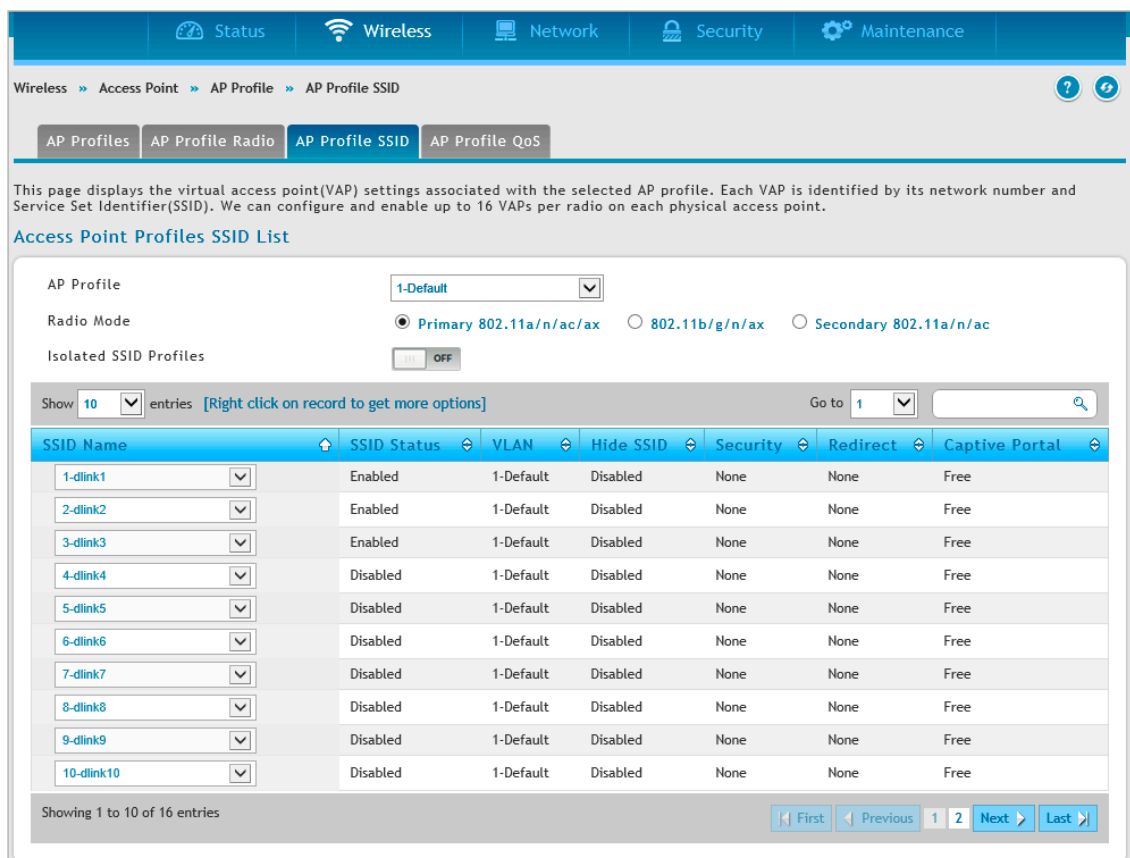 Status Wireless Network Security Maintenance
Wireless » Access Point » AP Profile » AP Profile SSID
AP Profiles AP Profile Radio AP Profile SSID AP Profile QoS
This page displays the virtual access point(VAP) settings associated with the selected AP profile. Each VAP is identified by its network number and
Service Set Identifier(SSID). We can configure and enable up to 16 VAPs per radio on each physical access point.
Access Point Profiles SSID List
AP Profile 1-Default
Radio Mode Primary 802.11a/n/ac/ax 802.11b/g/n/ax Secondary 802.11a/n/ac
Isolated SSID Profiles OFF
Show 10 entries [Right click on record to get more options] Go to 1
SSID Name SSID Status VLAN Hide SSID Security Redirect Captive Portal
1-dlink1 Enabled 1-Default Disabled None None Free
2-dlink2 Enabled 1-Default Disabled None None Free
3-dlink3 Enabled 1-Default Disabled None None Free
4-dlink4 Disabled 1-Default Disabled None None Free
5-dlink5 Disabled 1-Default Disabled None None Free
6-dlink6 Disabled 1-Default Disabled None None Free
7-dlink7 Disabled 1-Default Disabled None None Free
8-dlink8 Disabled 1-Default Disabled None None Free
9-dlink9 Disabled 1-Default Disabled None None Free
10-dlink10 Disabled 1-Default Disabled None None Free
Showing 1 to 10 of 16 entries First Previous 1 2 Next Last